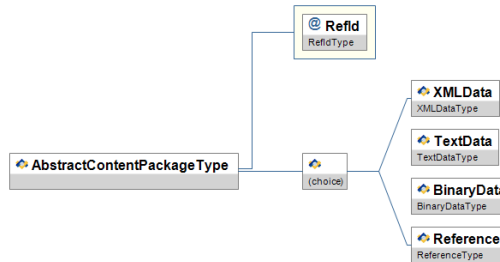 @ RefId
RefIdType
XMLData
XMLDataType
TextData
TextDataType
AbstractContentPackageType
(choice)
BinaryData
BinaryDataType
Reference
ReferenceType